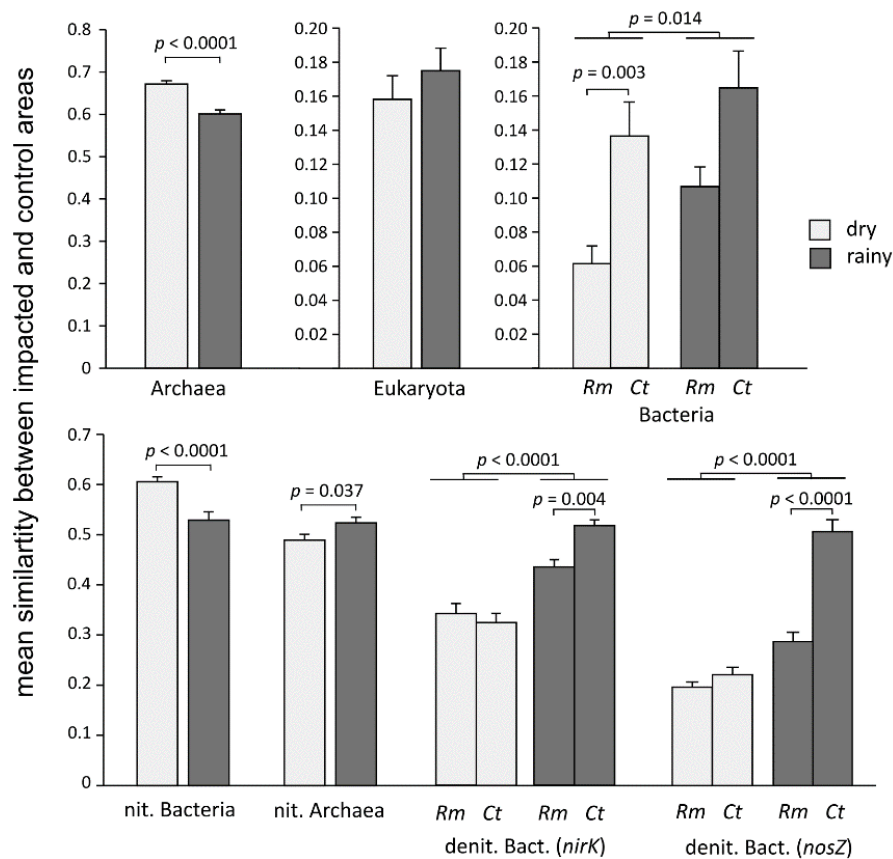 mean similartity between impacted and control areas
p < 0.0001
0.8
0.7
0.6
0.5
0.4
0.3
0.2
0.1
0
Archaea
0.20
0.18
0.16
0.14
0.12
0.10
0.08
0.06
0.04
0.02
Eukaryota
p = 0.014
p = 0.003
0.20
0.18
0.16
0.14
0.12
0.10
0.08
0.06
0.04
0.02
Rm Ct Rm Ct
Bacteria
dry
rainy
0.7
0.6
0.5
0.4
0.3
0.2
0.1
0
p < 0.0001
nit. Bacteria
p = 0.037
nit. Archaea
p < 0.0001
p = 0.004
Rm Ct Rm Ct
denit. Bact. (nirK)
p < 0.0001
p < 0.0001
Rm Ct Rm Ct
denit. Bact. (nosZ)